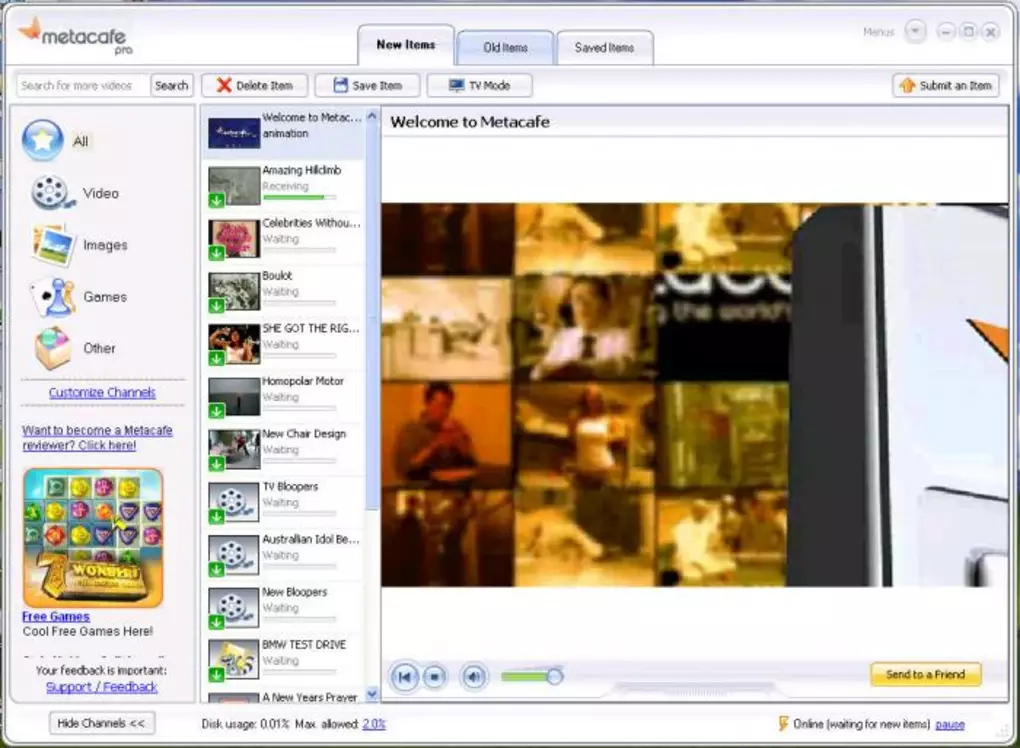 metacafe
pro
New Items
Old Items
Saved Items
Menus
Search for more videos
Search
Delete Item
Save Item
TV Mode
Submit an Item
All
Video
Images
Games
Other
Customize Channels
Want to become a Metacafe
reviewer? Click here!
7 WONDERS
Free Games
Cool Free Games Here!
Your feedback is important:
Support / Feedback
Hide Channels <<
Welcome to Metac...
animation
Amazing Hillclimb
Receiving
Celebrities Withou...
Waiting
Boulot
Waiting
SHE GOT THE RIG...
Waiting
Homopolar Motor
Waiting
New Chair Design
Waiting
TV Bloopers
Waiting
Australian Idol Be...
Waiting
New Bloopers
Waiting
BMW TEST DRIVE
Waiting
A New Years Prayer
Welcome to Metacafe
g the world's
Send to a Friend
Disk usage: 0.01% Max. allowed: 2.0%
Online (waiting for new items) pause